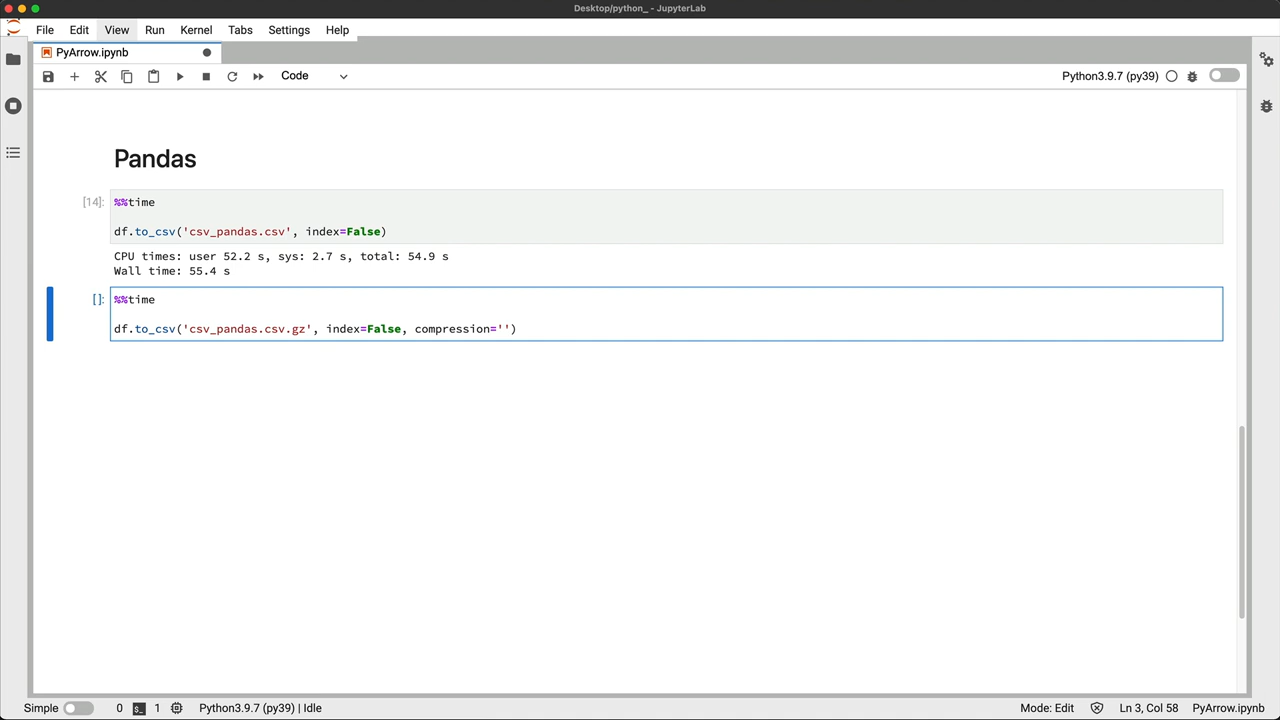 Desktop/python_ - JupyterLab
File Edit View Run Kernel Tabs Settings Help
PyArrow.ipynb
Code
Python3.9.7 (py39)
Pandas
[14]:
%%time
df.to_csv('csv_pandas.csv', index=False)
CPU times: user 52.2 s, sys: 2.7 s, total: 54.9 s
Wall time: 55.4 s
[ ]:
%%time
df.to_csv('csv_pandas.csv.gz', index=False, compression='')
Simple 0 1 Python3.9.7 (py39) | Idle Mode: Edit Ln 3, Col 58 PyArrow.ipynb